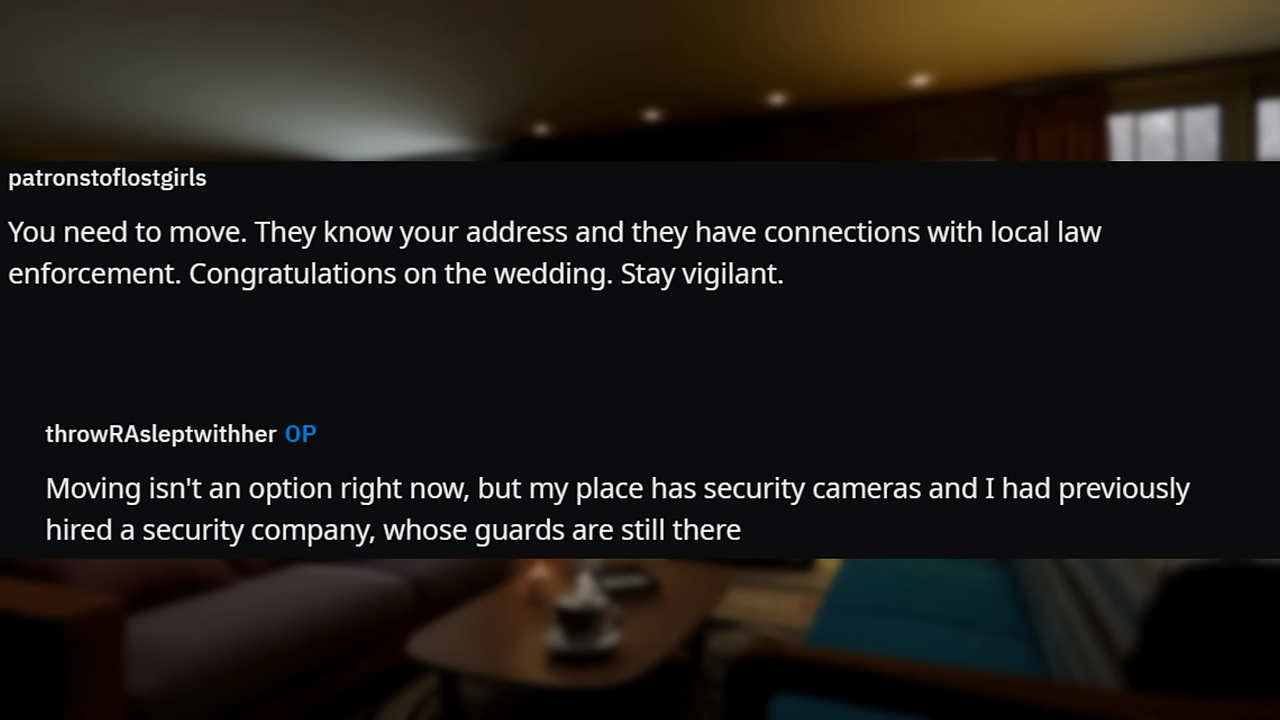 patronstoflostgirls
You need to move. They know your address and they have connections with local law
enforcement. Congratulations on the wedding. Stay vigilant.
throwRAsleptwithher OP
Moving isn't an option right now, but my place has security cameras and I had previously
hired a security company, whose guards are still there